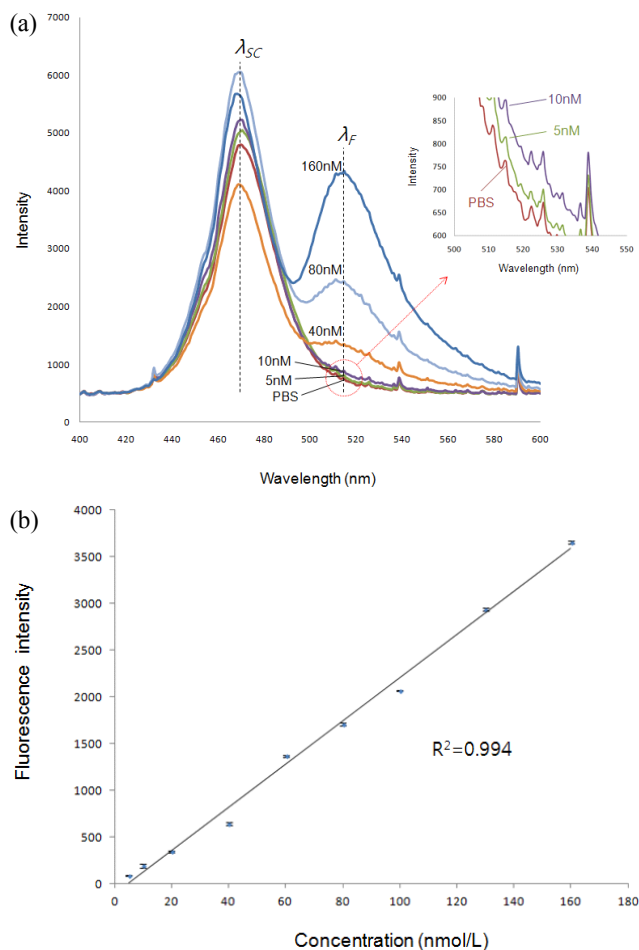 (a)
7000
6000
5000
4000
3000
2000
1000
0
Intensity
λSC
λF
160nM
80nM
40nM
10nM
5nM
PBS
400 420 440 460 480 500 520 540 560 580 600
Wavelength (nm)
900
850
800
750
700
650
600
Intensity
10nM
5nM
PBS
500 510 520 530 540 550
Wavelength (nm)
(b)
4000
3500
3000
2500
2000
1500
1000
500
0
Fluorescence intensity
R²=0.994
0 20 40 60 80 100 120 140 160 180
Concentration (nmol/L)